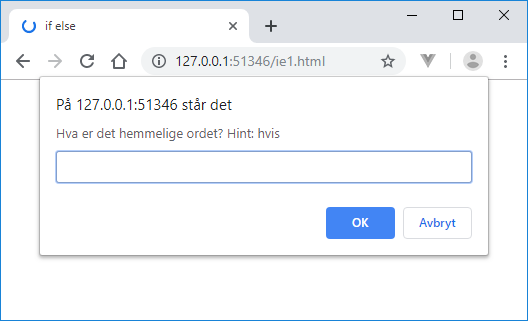 if else
127.0.0.1:51346/ie1.html
På 127.0.0.1:51346 står det
Hva er det hemmelige ordet? Hint: hvis
OK Avbryt